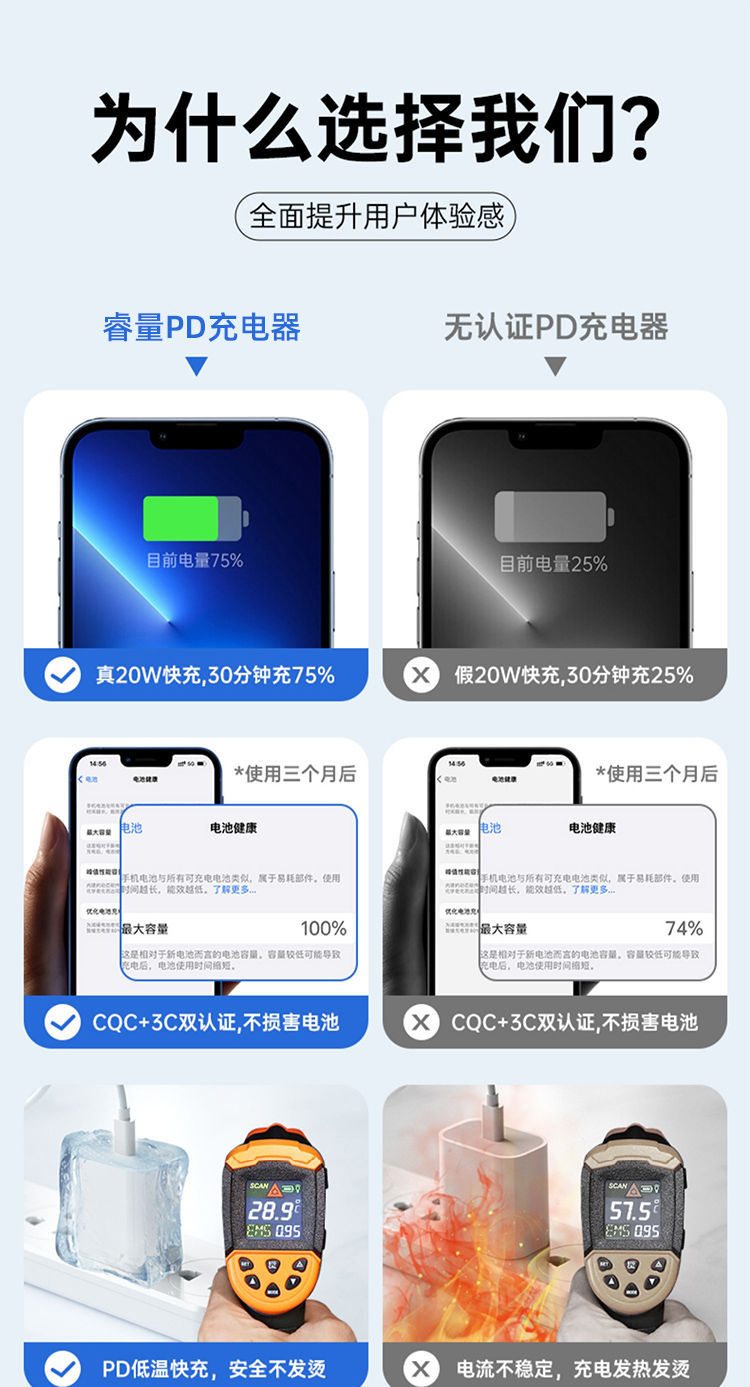 为什么选择我们？
全面提升用户体验感
睿量PD充电器
无认证PD充电器
目前电量75%
目前电量25%
真20W快充,30分钟充75%
假20W快充,30分钟充25%
14:56
5G
*使用三个月后
电池
电池健康
最大容量
电池
电池健康
手机电池与所有可充电电池类似，属于易耗部件。使用
时间越长，能效越低。了解更多...
最大容量
100%
这是相对于新电池而言的电池容量。容量较低可能导致
充电后，电池使用时间缩短。
14:56
5G
*使用三个月后
电池
电池健康
最大容量
电池
电池健康
手机电池与所有可充电电池类似，属于易耗部件。使用
时间越长，能效越低。了解更多...
最大容量
74%
这是相对于新电池而言的电池容量。容量较低可能导致
充电后，电池使用时间缩短。
CQC+3C双认证,不损害电池
CQC+3C双认证,不损害电池
SCAN
28.9°C
EMS 0.95
SET
MODE
SCAN
57.5°C
EMS 0.95
SET
MODE
PD低温快充，安全不发烫
电流不稳定，充电发热发烫